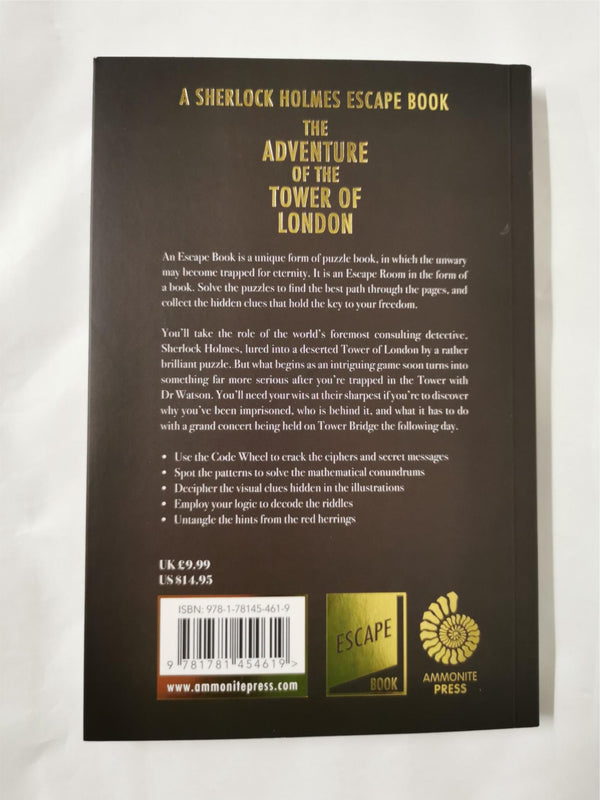 A SHERLOCK HOLMES ESCAPE BOOK
THE
ADVENTURE
OF THE
TOWER OF
LONDON
An Escape Book is a unique form of puzzle book, in which the unwary
may become trapped for eternity. It is an Escape Room in the form of
a book. Solve the puzzles to find the best path through the pages, and
collect the hidden clues that hold the key to your freedom.
You'll take the role of the world's foremost consulting detective,
Sherlock Holmes, lured into a deserted Tower of London by a rather
brilliant puzzle. But what begins as an intriguing game soon turns into
something far more serious after you're trapped in the Tower with
Dr Watson. You'll need your wits at their sharpest if you're to discover
why you've been imprisoned, who is behind it, and what it has to do
with a grand concert being held on Tower Bridge the following day.
• Use the Code Wheel to crack the ciphers and secret messages
• Spot the patterns to solve the mathematical conundrums
• Decipher the visual clues hidden in the illustrations
• Employ your logic to decode the riddles
• Untangle the hints from the red herrings
UK £9.99
US $14.95
ISBN: 978-1-78145-461-9
9 781781 454619 >
www.ammonitepress.com
ESCAPE
BOOK
AMMONITE
PRESS